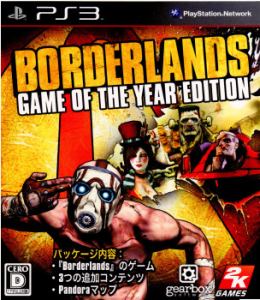 PS3
PlayStation.Network
BORDERLANDS
GAME OF THE YEAR EDITION
パッケージ内容：
・『Borderlands』のゲーム
・3つの追加コンテンツ
・Pandoraマップ
CERO
D
gearbox
SOFTWARE
2K
GAMES